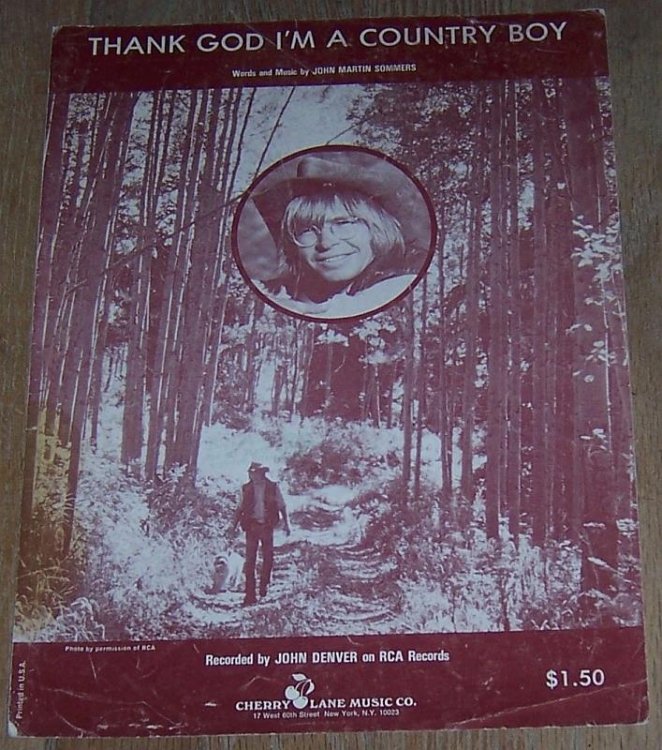 THANK GOD I'M A COUNTRY BOY
Words and Music by JOHN MARTIN SOMMERS
Photo by permission of RCA
Recorded by JOHN DENVER on RCA Records
$1.50
CHERRY LANE MUSIC CO.
17 West 60th Street New York, N.Y. 10023
Printed in U.S.A.